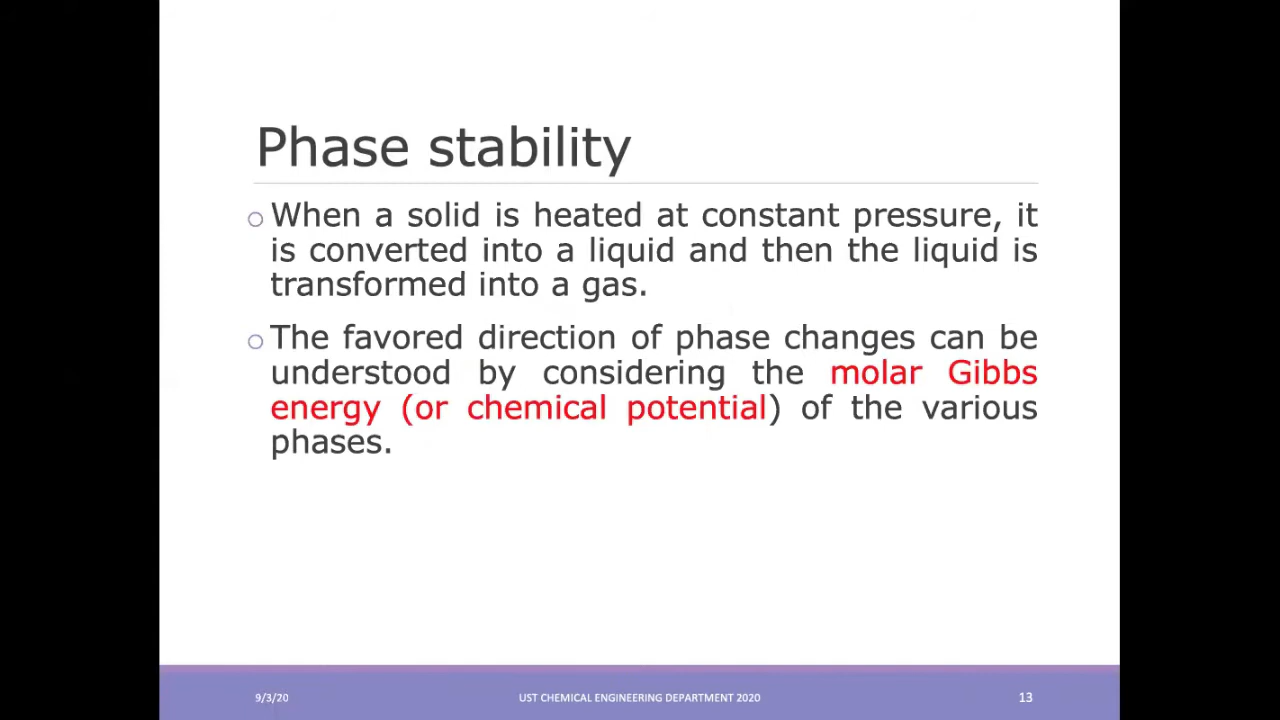 Phase stability
When a solid is heated at constant pressure, it
is converted into a liquid and then the liquid is
transformed into a gas.
The favored direction of phase changes can be
understood by considering the molar Gibbs
energy (or chemical potential) of the various
phases.
9/3/20
UST CHEMICAL ENGINEERING DEPARTMENT 2020
13